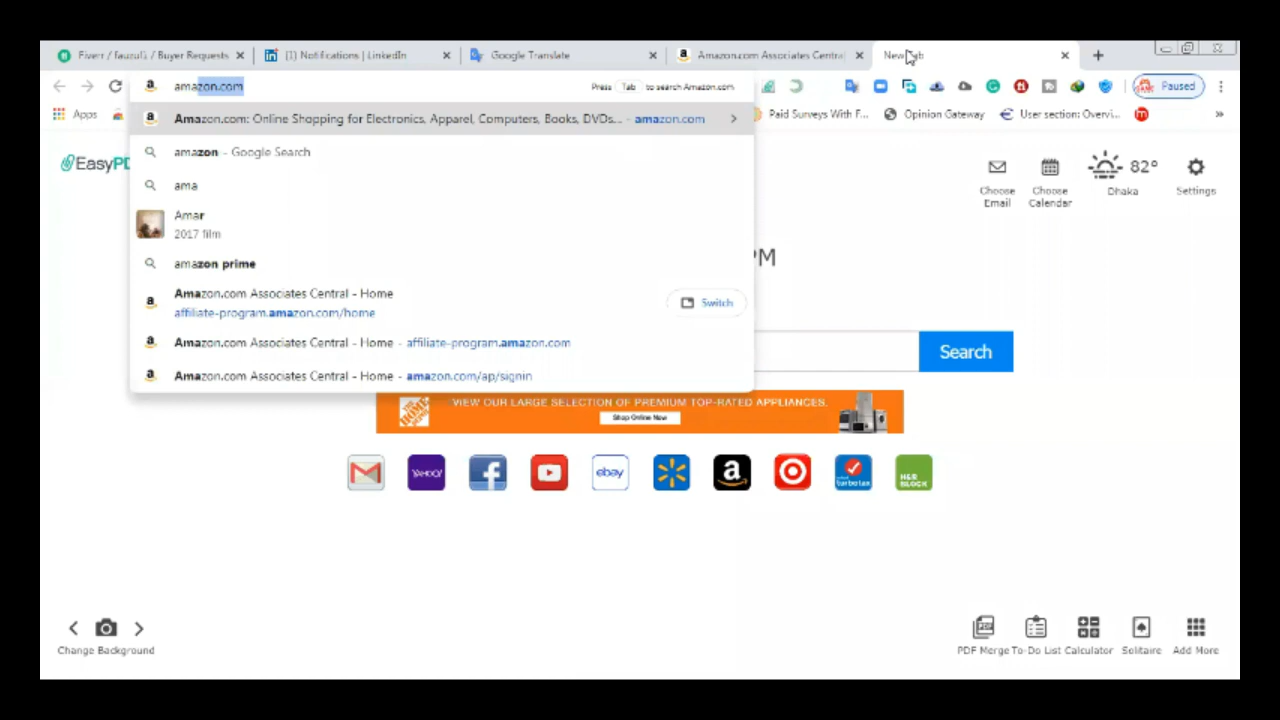 Fiverr / fauzul1 / Buyer Requests
(1) Notifications | LinkedIn
Google Translate
Amazon.com Associates Central
New Tab
amazon.com
Press Tab to search Amazon.com
Paused
Apps
Amazon.com: Online Shopping for Electronics, Apparel, Computers, Books, DVDs... - amazon.com
Paid Surveys With F...
Opinion Gateway
User section: Overvi...
amazon - Google Search
EasyPD
82°
Choose Email
Choose Calendar
Dhaka
Settings
ama
Amar
2017 film
PM
amazon prime
Amazon.com Associates Central - Home
affiliate-program.amazon.com/home
Switch
Amazon.com Associates Central - Home - affiliate-program.amazon.com
Search
Amazon.com Associates Central - Home - amazon.com/ap/signin
VIEW OUR LARGE SELECTION OF PREMIUM TOP-RATED APPLIANCES.
Shop Online Now
YAHOO!
ebay
turbotax
H&R BLOCK
Change Background
PDF Merge
To-Do List
Calculator
Solitaire
Add More